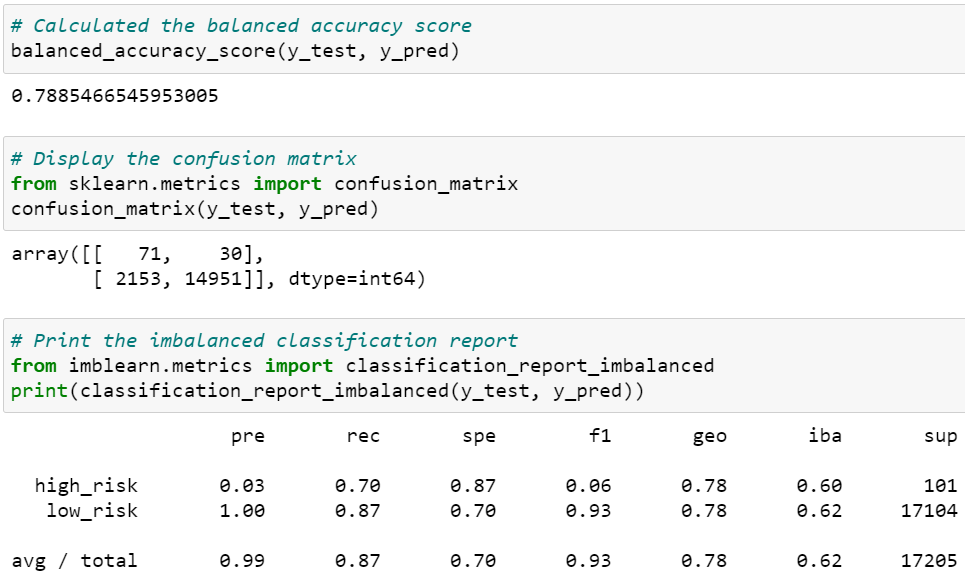 # Calculated the balanced accuracy score
balanced_accuracy_score(y_test, y_pred)
0.7885466545953005
# Display the confusion matrix
from sklearn.metrics import confusion_matrix
confusion_matrix(y_test, y_pred)
array([[   71,    30],
       [ 2153, 14951]], dtype=int64)
# Print the imbalanced classification report
from imblearn.metrics import classification_report_imbalanced
print(classification_report_imbalanced(y_test, y_pred))
pre rec spe f1 geo iba sup
high_risk 0.03 0.70 0.87 0.06 0.78 0.60 101
low_risk 1.00 0.87 0.70 0.93 0.78 0.62 17104
avg / total 0.99 0.87 0.70 0.93 0.78 0.62 17205